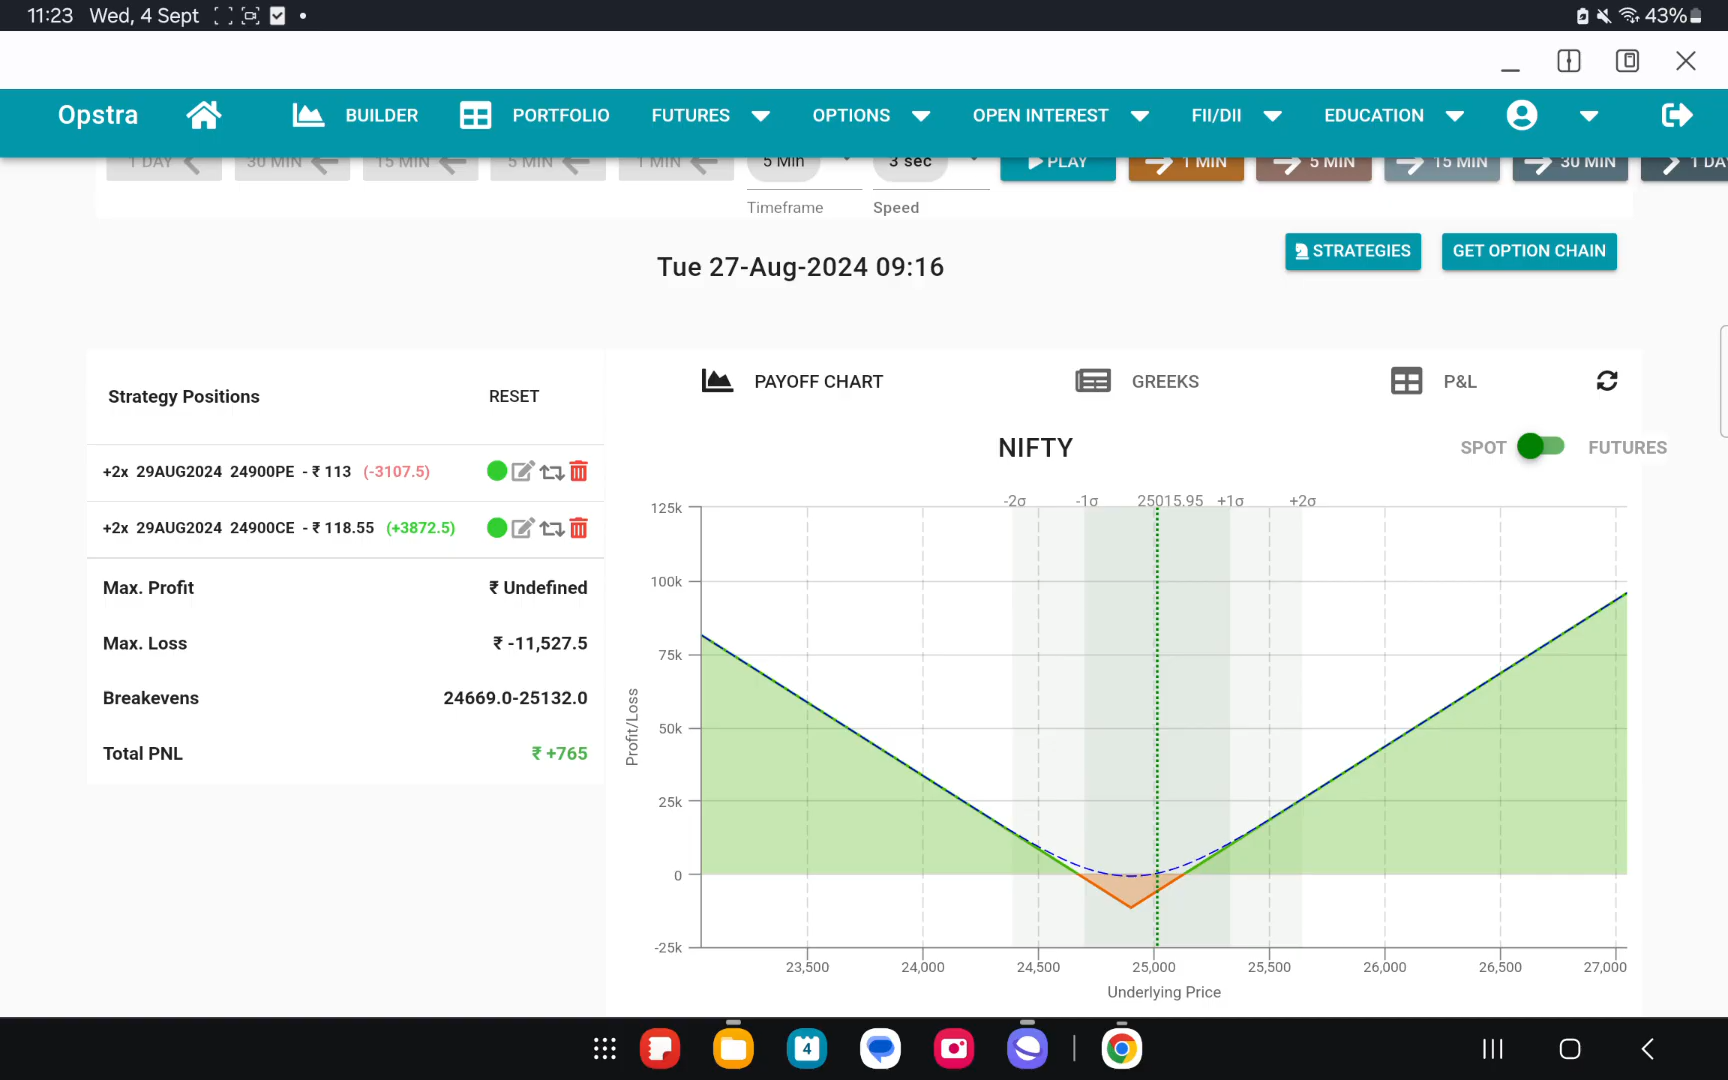 11:23 Wed, 4 Sept 43%
Opstra BUILDER PORTFOLIO FUTURES OPTIONS OPEN INTEREST FII/DII EDUCATION
1 DAY 30 MIN 15 MIN 5 MIN 1 MIN 5 Min 3 sec PLAY 1 MIN 5 MIN 15 MIN 30 MIN 1 DA
Timeframe Speed
STRATEGIES GET OPTION CHAIN
Tue 27-Aug-2024 09:16
Strategy Positions RESET
+2x 29AUG2024 24900PE - ₹ 113 (-3107.5)
+2x 29AUG2024 24900CE - ₹ 118.55 (+3872.5)
Max. Profit ₹ Undefined
Max. Loss ₹ -11,527.5
Breakevens 24669.0-25132.0
Total PNL ₹ +765
PAYOFF CHART GREEKS P&L
NIFTY
SPOT FUTURES
-2σ -1σ 25015.95 +1σ +2σ
125k
100k
75k
50k
25k
0
-25k
Profit/Loss
23,500 24,000 24,500 25,000 25,500 26,000 26,500 27,000
Underlying Price
4